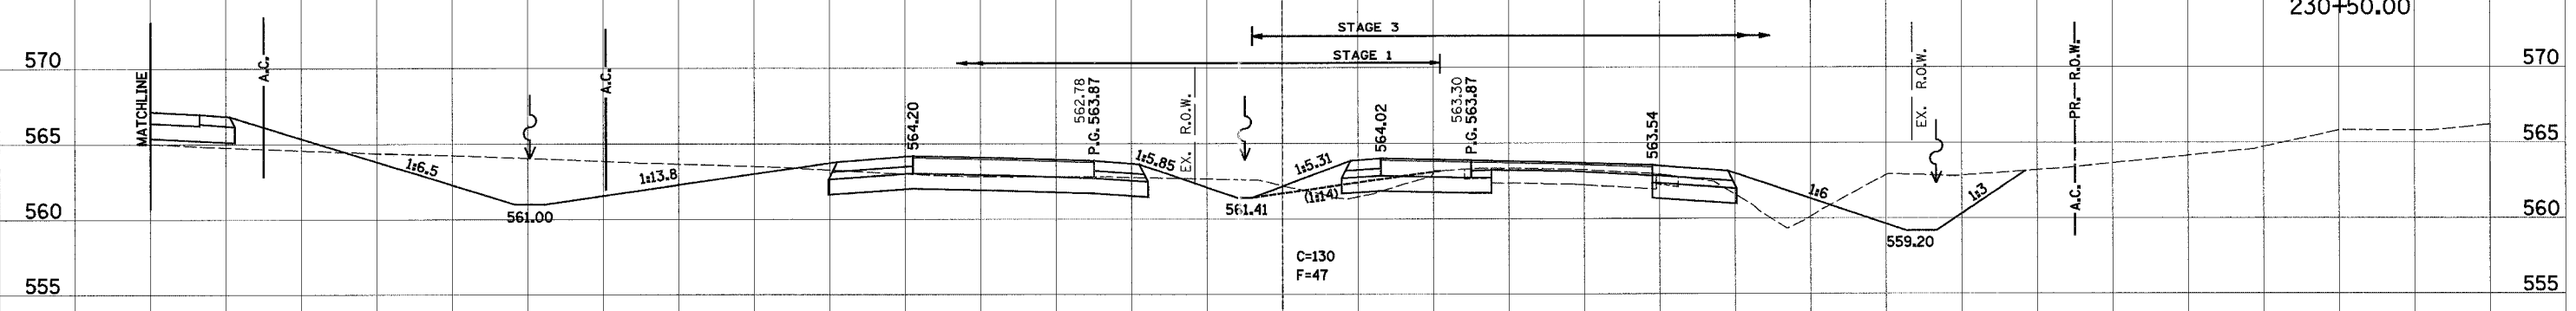 230+50.00
STAGE 3
STAGE 1
570
570
MATCHLINE
A.C.
A.C.
564.20
562.78
P.G. 563.87
EX. R.O.W.
564.02
563.30
P.G. 563.87
563.54
EX. R.O.W.
A.C. PR. R.O.W.
565
565
1:6.5
1:13.8
1:5.85
1:5.31
(1:14)
1:6
1:3
560
560
561.00
561.41
559.20
C=130
F=47
555
555